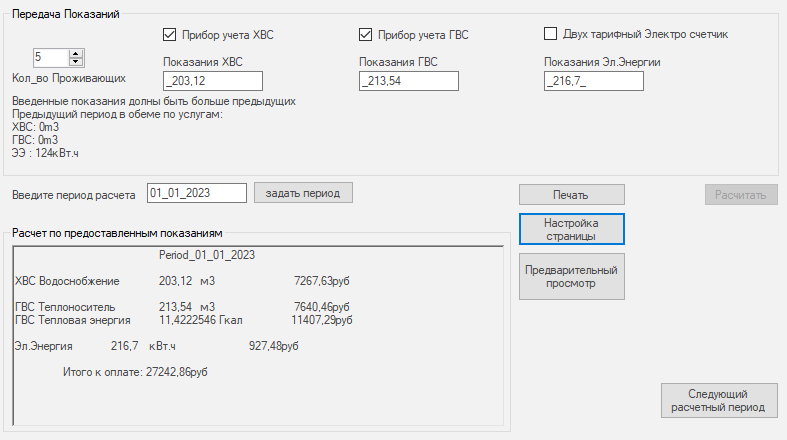 Передача Показаний
Прибор учета ХВС
Прибор учета ГВС
Двух тарифный Электро счетчик
5
Кол_во Проживающих
Показания ХВС
Показания ГВС
Показания Эл.Энергии
_203,12
_213,54
_216,7_
Введенные показания долны быть больше предыдущих
Предыдущий период в обеме по услугам:
ХВС: 0m3
ГВС: 0m3
ЭЭ : 124кВт.ч
Введите период расчета
01_01_2023
задать период
Печать
Расчитать
Настройка
страницы
Предварительный
просмотр
Расчет по предоставленным показаниям
Period_01_01_2023
ХВС Водоснобжение 203,12 м3 7267,63руб
ГВС Теплоноситель 213,54 м3 7640,46руб
ГВС Тепловая энергия 11,4222546 Гкал 11407,29руб
Эл.Энергия 216,7 кВт.ч 927,48руб
Итого к оплате: 27242,86руб
Следующий
расчетный период